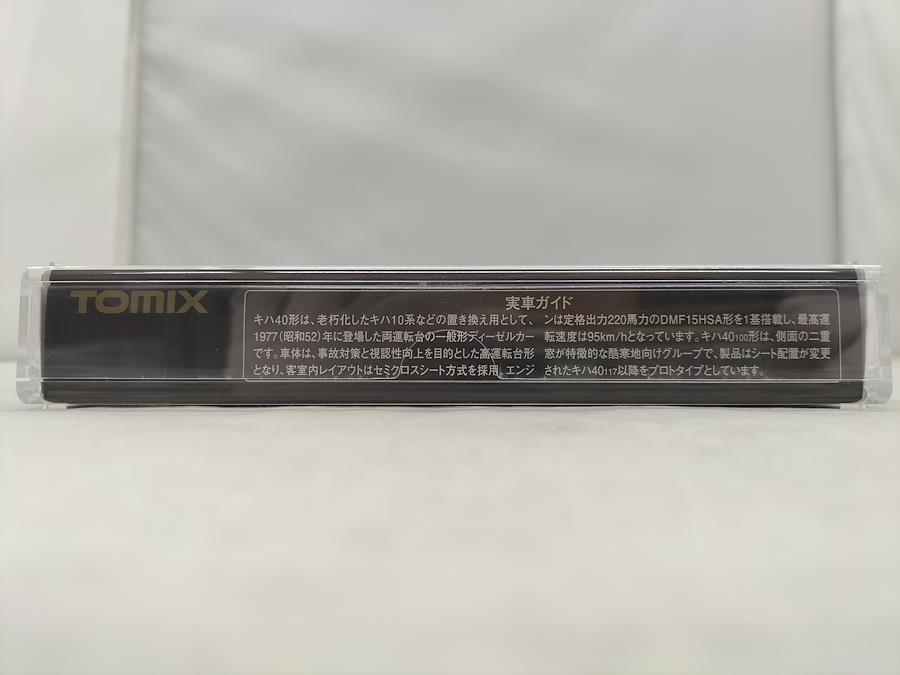 TOMIX
実車ガイド
キハ40形は、老朽化したキハ10系などの置き換え用として、
1977(昭和52)年に登場した両運転台の一般形ディーゼルカー
です。車体は、事故対策と視認性向上を目的とした高運転台形
となり、客室内レイアウトはセミクロスシート方式を採用。エンジ
ンは定格出力220馬力のDMF15HSA形を1基搭載し、最高運
転速度は95km/hとなっています。キハ40100形は、側面の二重
窓が特徴的な酷寒地向けグループで、製品はシート配置が変更
されたキハ40117以降をプロトタイプとしています。